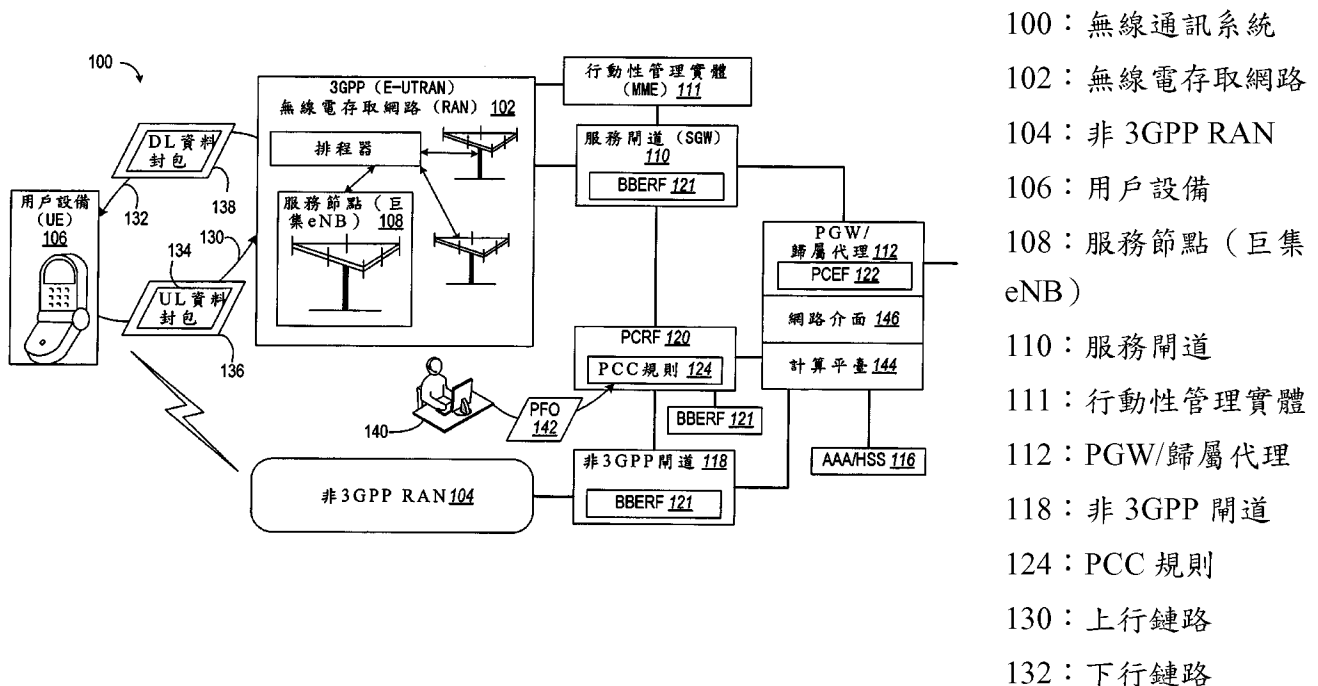 100
3GPP (E-UTRAN)
無線電存取網路 (RAN) 102
排程器
服務節點 (巨
集eNB) 108
行動性管理實體
(MME) 111
服務閘道 (SGW)
110
BBERF 121
DL 資料
封包
132
138
用戶設備
(UE)
106
134
130
UL 資料
封包
136
PGW/
歸屬代理 112
PCEF 122
網路介面 146
計算平臺 144
PCRF 120
PCC規則 124
BBERF 121
140
PFO
142
非3GPP閘道 118
BBERF 121
AAA/HSS 116
非3GPP RAN 104
100：無線通訊系統
102：無線電存取網路
104：非 3GPP RAN
106：用戶設備
108：服務節點（巨集
eNB）
110：服務閘道
111：行動性管理實體
112：PGW/歸屬代理
118：非 3GPP 閘道
124：PCC 規則
130：上行鏈路
132：下行鏈路